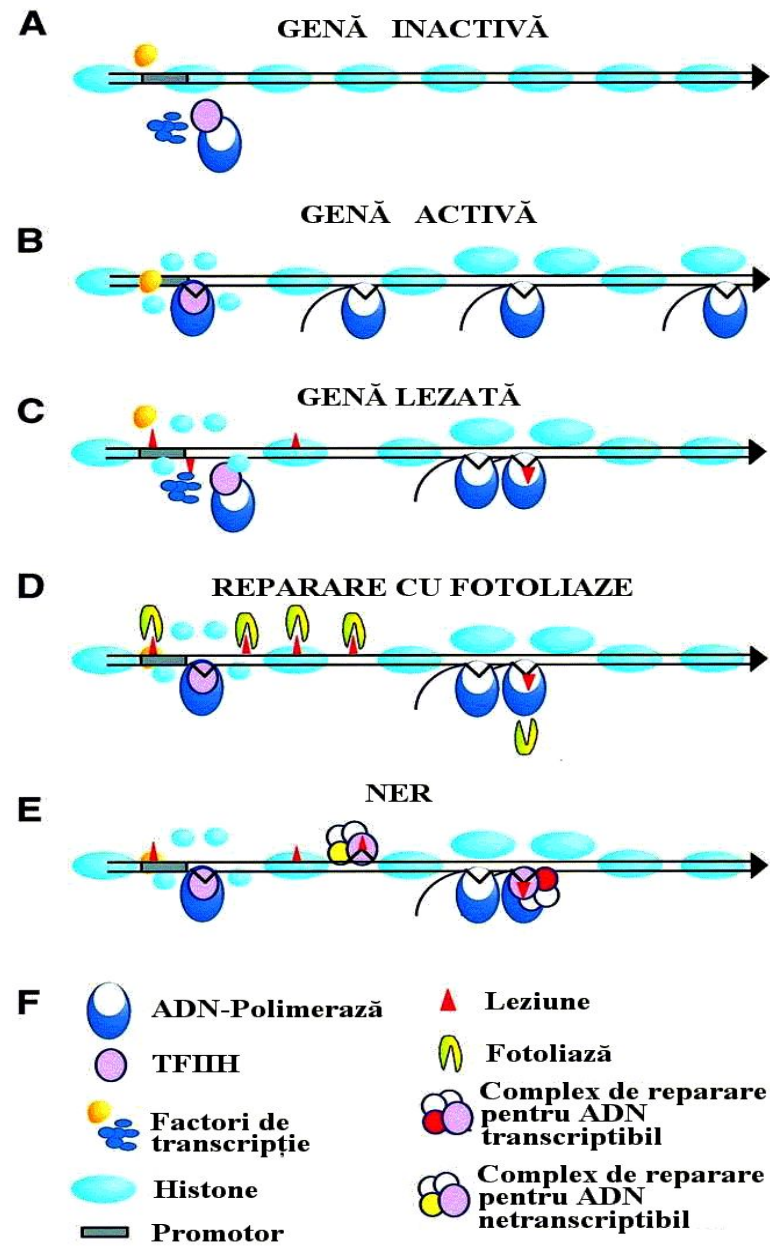 A
GENĂ INACTIVĂ
B
GENĂ ACTIVĂ
C
GENĂ LEZATĂ
D
REPARARE CU FOTOLIAZE
E
NER
F
ADN-Polimerază
TFIIH
Factori de
transcripție
Histone
Promotor
Leziune
Fotoliază
Complex de reparare
pentru ADN
transcriptibil
Complex de reparare
pentru ADN
netranscriptibil